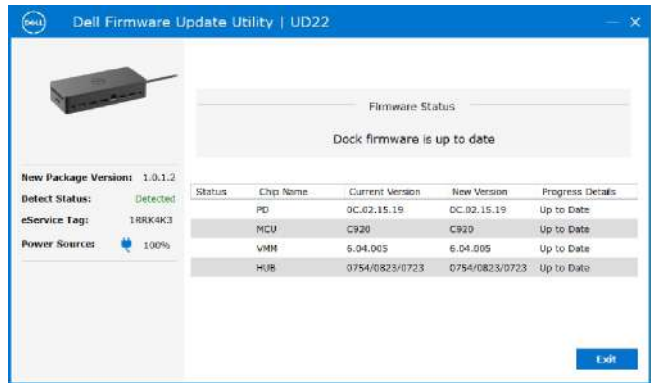 DELL Dell Firmware Update Utility | UD22
Firmware Status
Dock firmware is up to date
New Package Version: 1.0.1.2
Detect Status: Detected
eService Tag: 1RRK4K3
Power Source: 100%
Status Chip Name Current Version New Version Progress Details
PD 0C.02.15.19 0C.02.15.19 Up to Date
MCU C920 C920 Up to Date
VMM 6.04.005 6.04.005 Up to Date
HUB 0754/0823/0723 0754/0823/0723 Up to Date
Exit